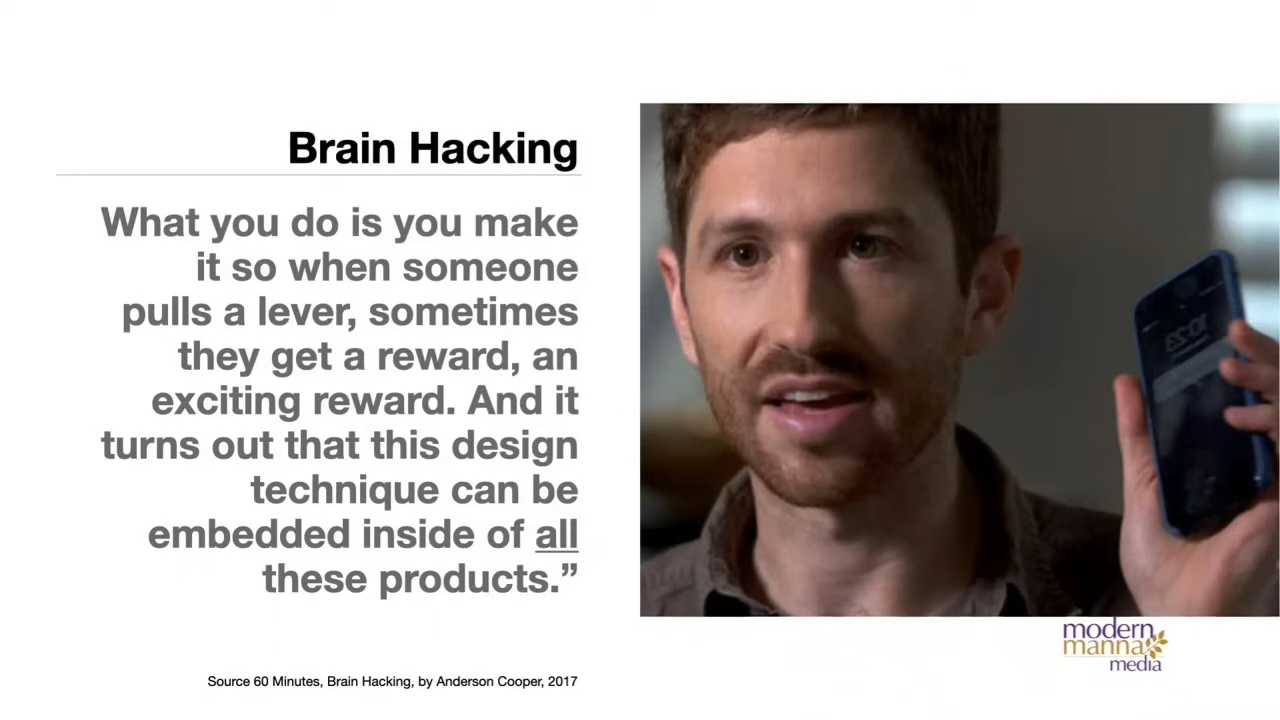 Brain Hacking
What you do is you make
it so when someone
pulls a lever, sometimes
they get a reward, an
exciting reward. And it
turns out that this design
technique can be
embedded inside of all
these products.”
Source 60 Minutes, Brain Hacking, by Anderson Cooper, 2017
10:23
modern
manna
media